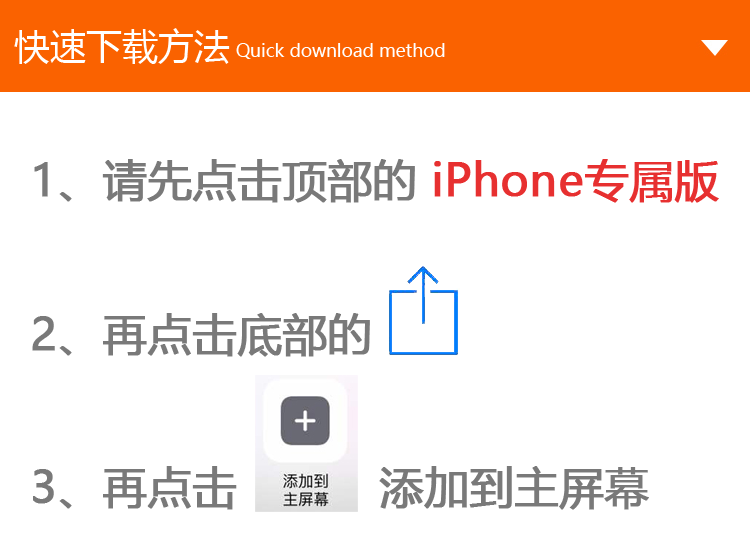 快速下载方法 Quick download method
1、请先点击顶部的 iPhone专属版
2、再点击底部的
3、再点击 添加到主屏幕
添加到
主屏幕